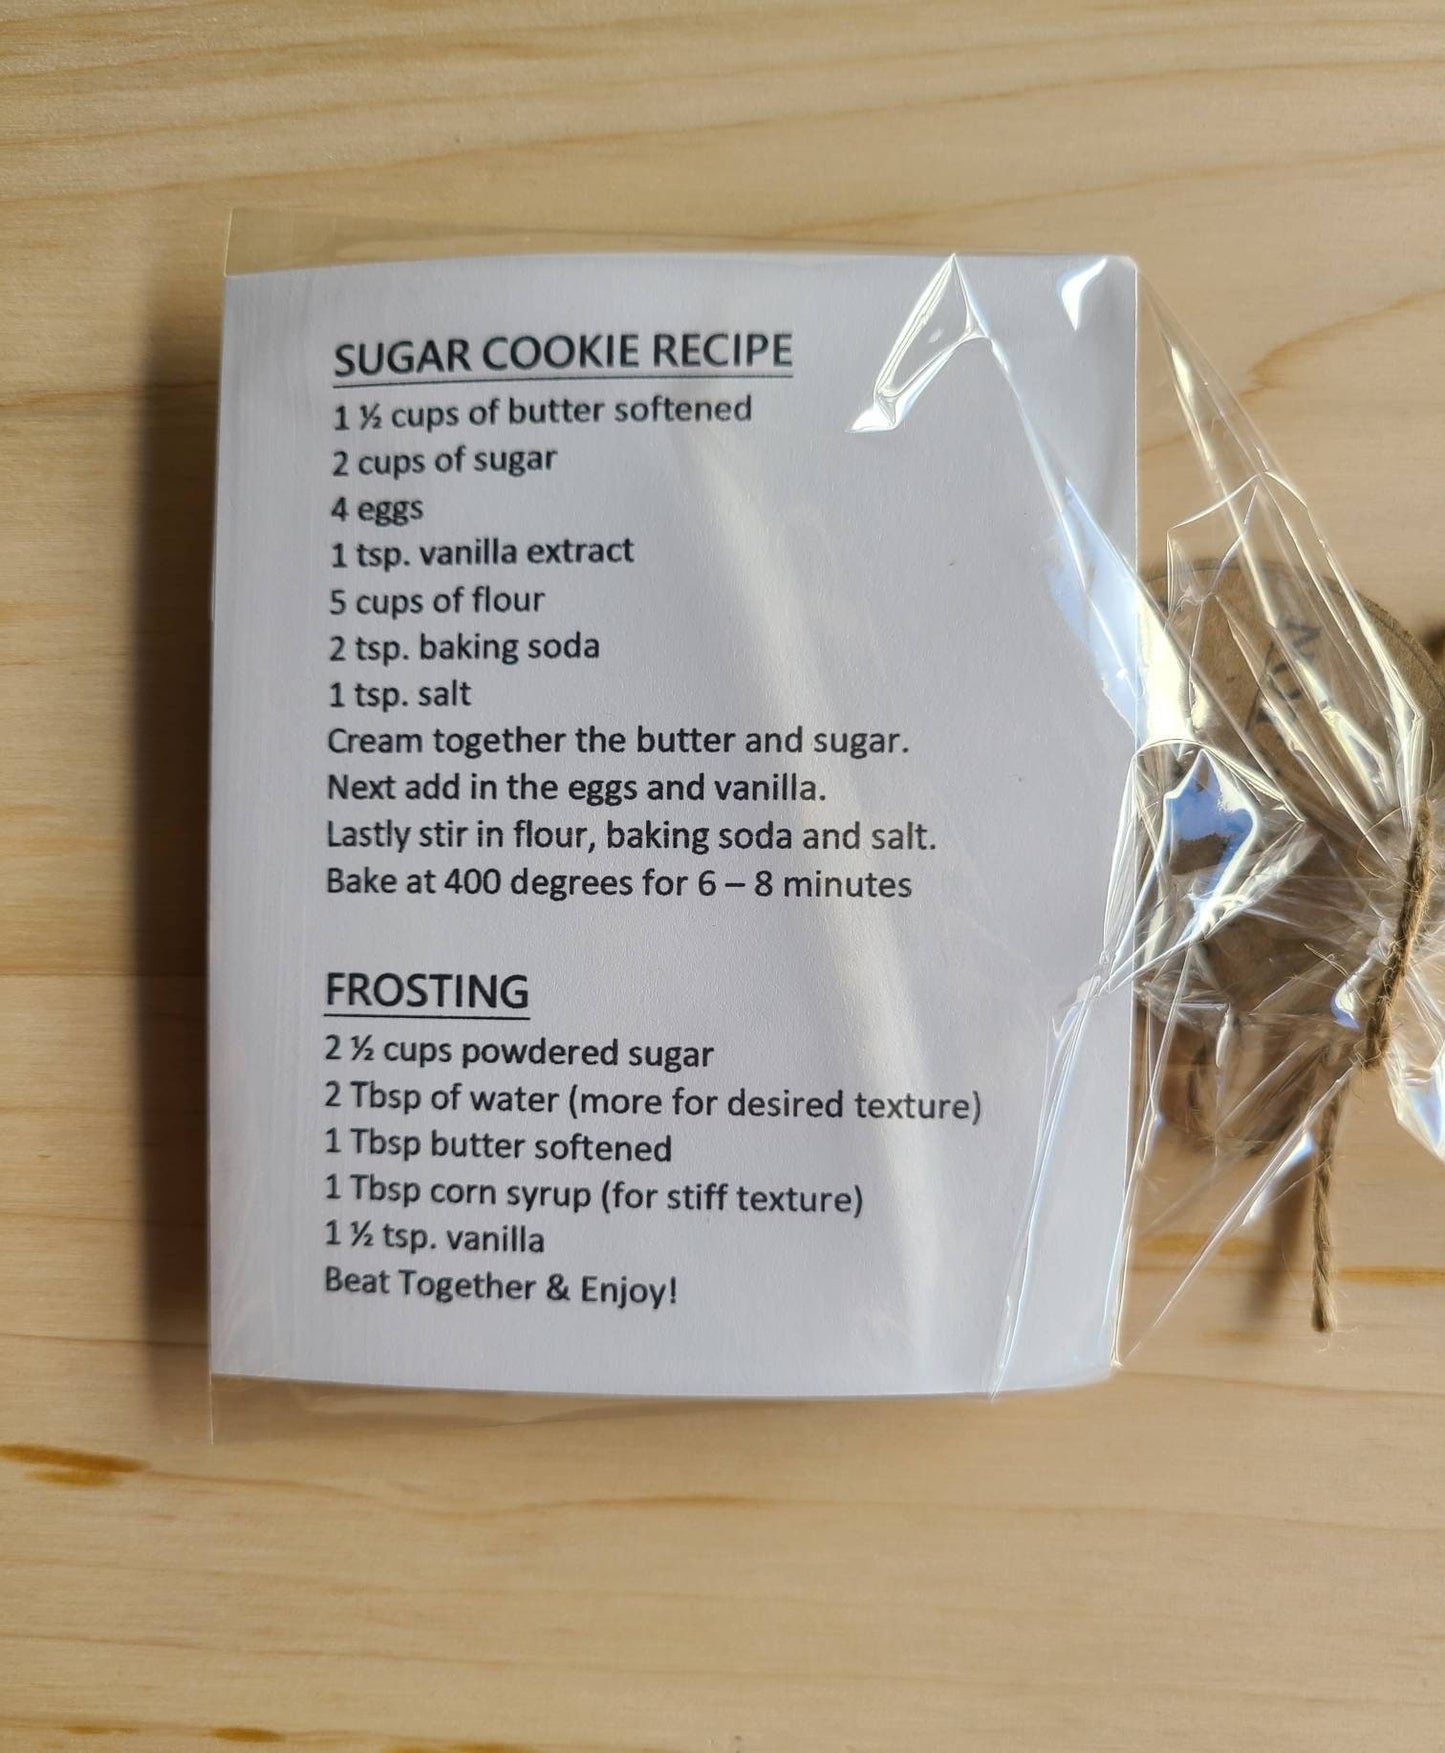 SUGAR COOKIE RECIPE
1 ½ cups of butter softened
2 cups of sugar
4 eggs
1 tsp. vanilla extract
5 cups of flour
2 tsp. baking soda
1 tsp. salt
Cream together the butter and sugar.
Next add in the eggs and vanilla.
Lastly stir in flour, baking soda and salt.
Bake at 400 degrees for 6 – 8 minutes
FROSTING
2 ½ cups powdered sugar
2 Tbsp of water (more for desired texture)
1 Tbsp butter softened
1 Tbsp corn syrup (for stiff texture)
1 ½ tsp. vanilla
Beat Together & Enjoy!